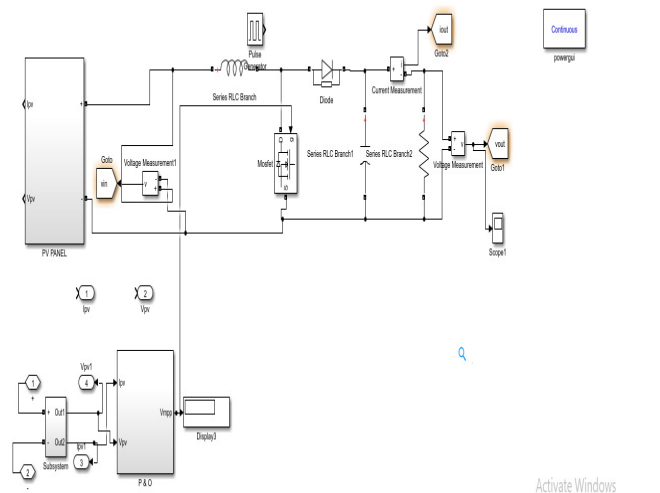 iout
Goto2
Continuous
powergui
Pulse
Generator
Series RLC Branch
Diode
Current Measurement
Ipv
+
Goto
Voltage Measurement1
vin
v
Mosfet
Series RLC Branch1
Series RLC Branch2
+
-
v
vout
Voltage Measurement
Goto1
Vpv
-
PV PANEL
Scope1
1
Ipv
2
Vpv
Vpv1
1
4
+
Ipv
+
Out1
Vmpp
-
Out2
Ipv1
Vpv
Display3
Subsystem
3
2
-
P & O
Activate Windows